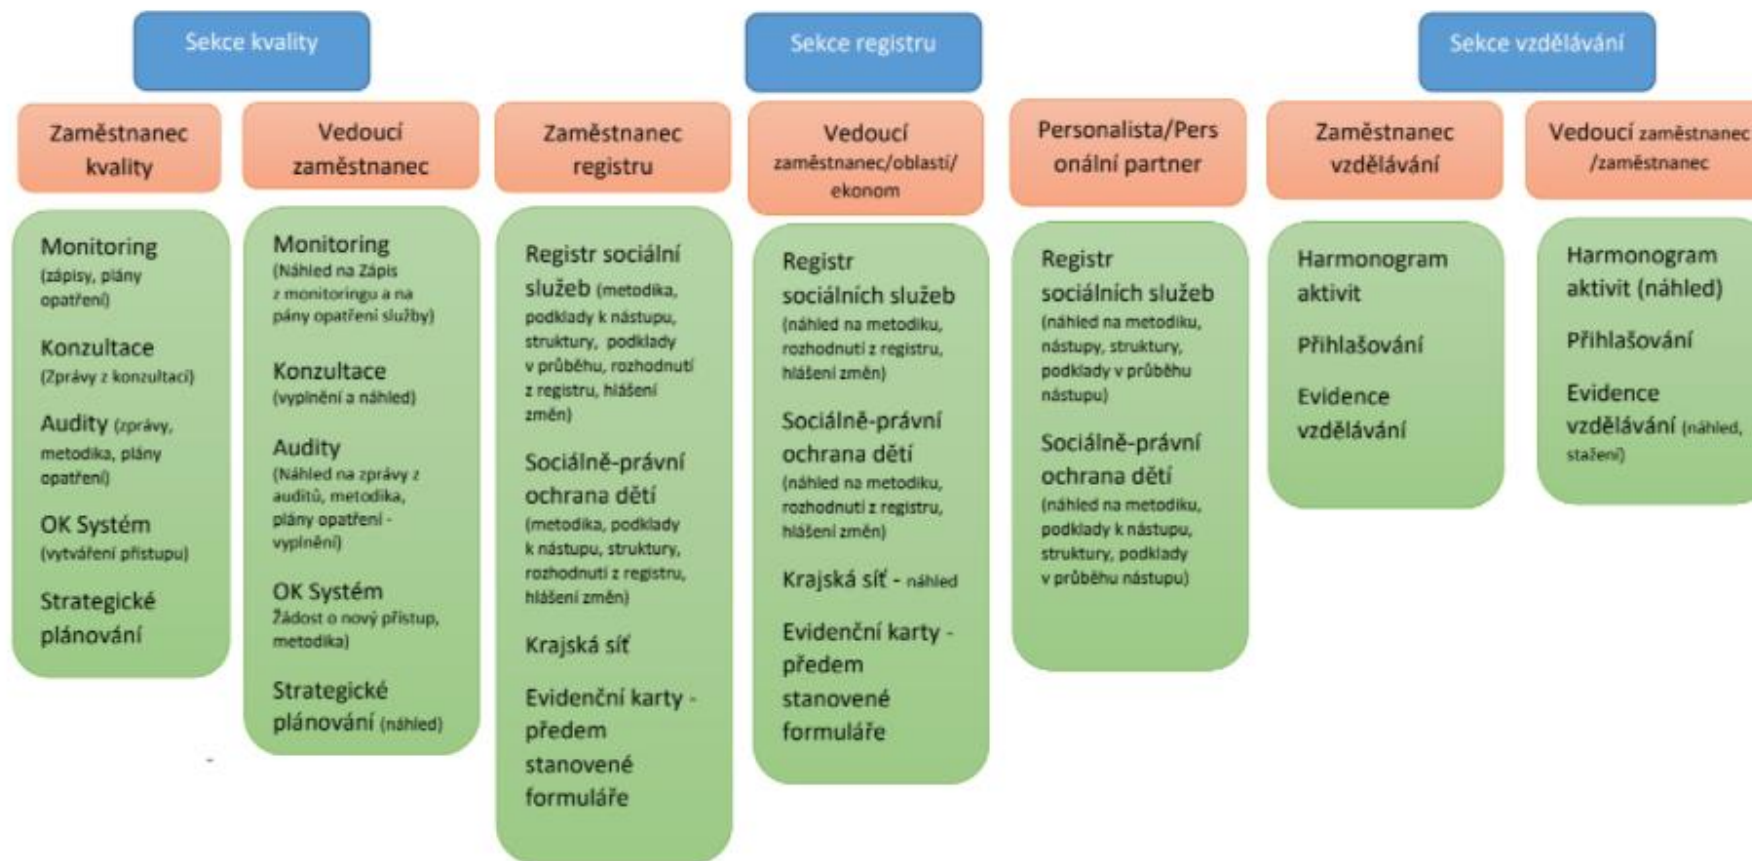 Sekce kvality
Sekce registru
Sekce vzdělávání
Zaměstnanec
kvality
Vedoucí
zaměstnanec
Zaměstnanec
registru
Vedoucí
zaměstnanec/oblastí/
ekonom
Personalista/Pers
onální partner
Zaměstnanec
vzdělávání
Vedoucí zaměstnanec
/zaměstnanec
Monitoring
(zápisy, plány
opatření)
Konzultace
(Zprávy z konzultací)
Audity (zprávy,
metodika, plány
opatření)
OK Systém
(vytváření přístupu)
Strategické
plánování
Monitoring
(Náhled na Zápis
z monitoringu a na
pány opatření služby)
Konzultace
(vyplnění a náhled)
Audity
(Náhled na zprávy z
auditů, metodika,
plány opatření -
vyplnění)
OK Systém
Žádost o nový přístup,
metodika)
Strategické
plánování (náhled)
Registr sociální
služeb (metodika,
podklady k nástupu,
struktury, podklady
v průběhu, rozhodnutí
z registru, hlášení
změn)
Sociálně-právní
ochrana dětí
(metodika, podklady
k nástupu, struktury,
rozhodnutí z registru,
hlášení změn)
Krajská síť
Evidenční karty -
předem
stanovené
formuláře
Registr
sociálních služeb
(náhled na metodiku,
rozhodnutí z registru,
hlášení změn)
Sociálně-právní
ochrana dětí
(náhled na metodiku,
rozhodnutí z registru,
hlášení změn)
Krajská síť - náhled
Evidenční karty -
předem
stanovené
formuláře
Registr
sociálních služeb
(náhled na metodiku,
nástupy, struktury,
podklady v průběhu
nástupu)
Sociálně-právní
ochrana dětí
(náhled na metodiku,
podklady k nástupu,
struktury, podklady
v průběhu nástupu)
Harmonogram
aktivit
Přihlašování
Evidence
vzdělávání
Harmonogram
aktivit (náhled)
Přihlašování
Evidence
vzdělávání (náhled,
stažení)
-